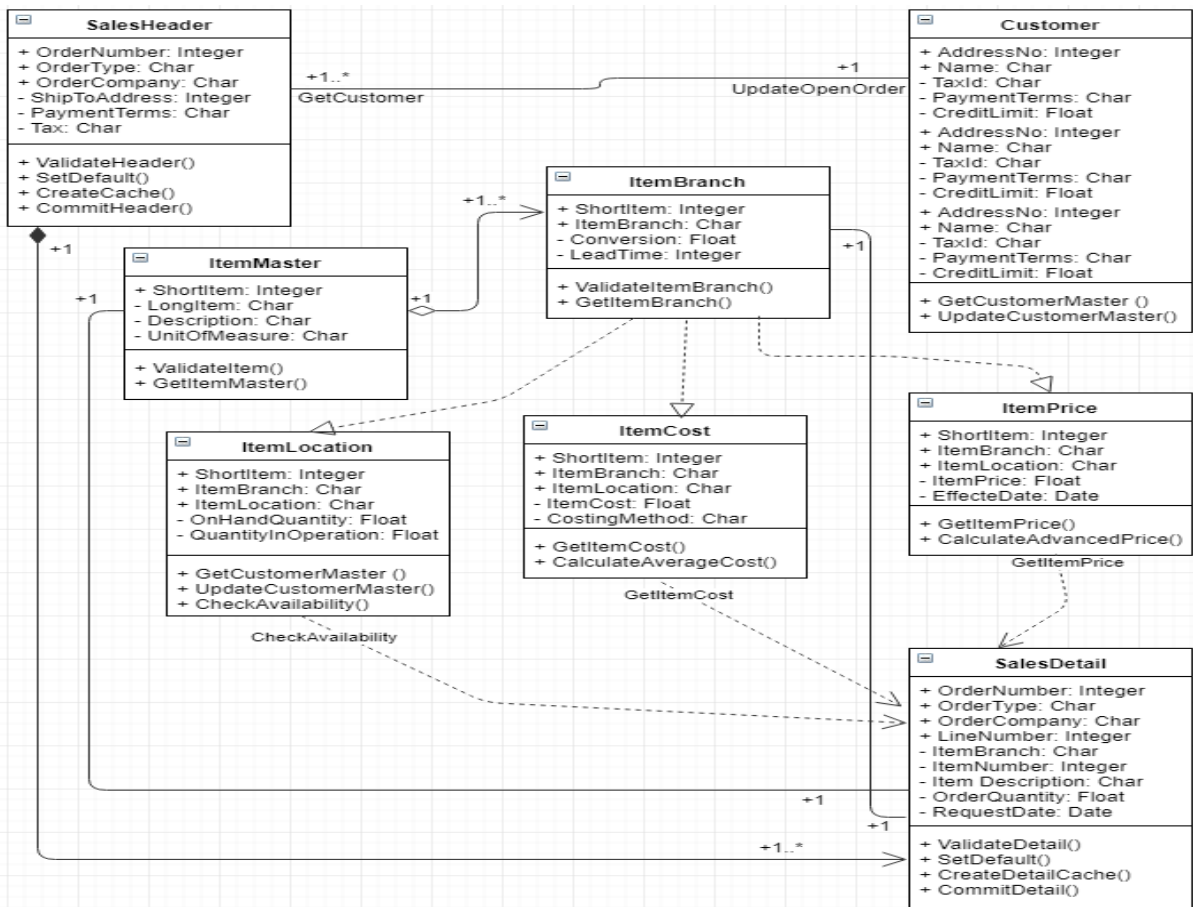 SalesHeader
+ OrderNumber: Integer
+ OrderType: Char
+ OrderCompany: Char
- ShipToAddress: Integer
- PaymentTerms: Char
- Tax: Char
+ ValidateHeader()
+ SetDefault()
+ CreateCache()
+ CommitHeader()
+1..*
GetCustomer
+1
UpdateOpenOrder
Customer
+ AddressNo: Integer
+ Name: Char
- TaxId: Char
- PaymentTerms: Char
- CreditLimit: Float
+ AddressNo: Integer
+ Name: Char
- TaxId: Char
- PaymentTerms: Char
- CreditLimit: Float
+ AddressNo: Integer
+ Name: Char
- TaxId: Char
- PaymentTerms: Char
- CreditLimit: Float
+ GetCustomerMaster ()
+ UpdateCustomerMaster()
ItemBranch
+ ShortItem: Integer
+ ItemBranch: Char
- Conversion: Float
- LeadTime: Integer
+ ValidateItemBranch()
+ GetItemBranch()
+1..*
+1
+1
ItemMaster
+ ShortItem: Integer
- LongItem: Char
- Description: Char
- UnitOfMeasure: Char
+ ValidateItem()
+ GetItemMaster()
+1
+1
ItemLocation
+ ShortItem: Integer
+ ItemBranch: Char
+ ItemLocation: Char
- OnHandQuantity: Float
- QuantityInOperation: Float
+ GetCustomerMaster ()
+ UpdateCustomerMaster()
+ CheckAvailability()
CheckAvailability
ItemCost
+ ShortItem: Integer
+ ItemBranch: Char
+ ItemLocation: Char
- ItemCost: Float
- CostingMethod: Char
+ GetItemCost()
+ CalculateAverageCost()
GetItemCost
ItemPrice
+ ShortItem: Integer
+ ItemBranch: Char
+ ItemLocation: Char
- ItemPrice: Float
- EffecteDate: Date
+ GetItemPrice()
+ CalculateAdvancedPrice()
GetItemPrice
SalesDetail
+ OrderNumber: Integer
+ OrderType: Char
+ OrderCompany: Char
+ LineNumber: Integer
- ItemBranch: Char
- ItemNumber: Integer
- Item Description: Char
- OrderQuantity: Float
- RequestDate: Date
+ ValidateDetail()
+ SetDefault()
+ CreateDetailCache()
+ CommitDetail()
+1
+1
+1..*